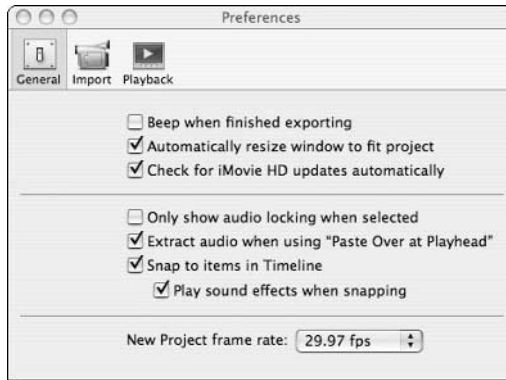 Preferences
General Import Playback
Beep when finished exporting
Automatically resize window to fit project
Check for iMovie HD updates automatically
Only show audio locking when selected
Extract audio when using "Paste Over at Playhead"
Snap to items in Timeline
Play sound effects when snapping
New Project frame rate: 29.97 fps